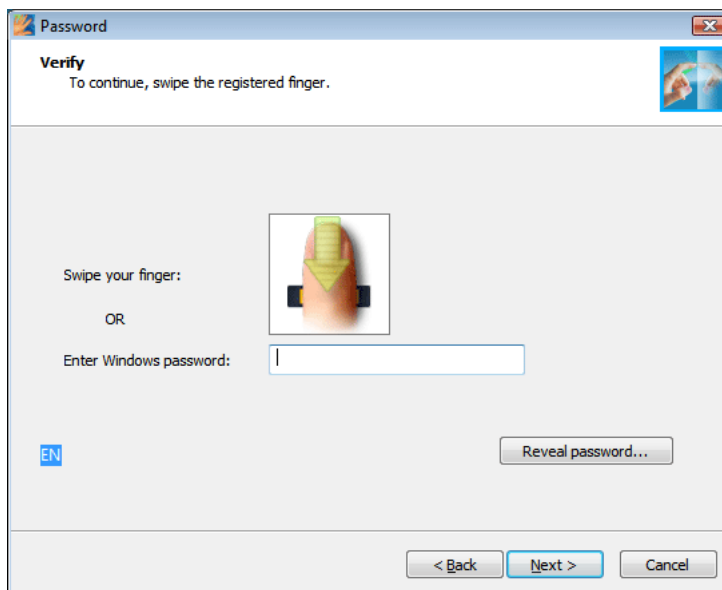 Password
Verify
To continue, swipe the registered finger.
Swipe your finger:
OR
Enter Windows password:
EN
Reveal password...
< Back
Next >
Cancel